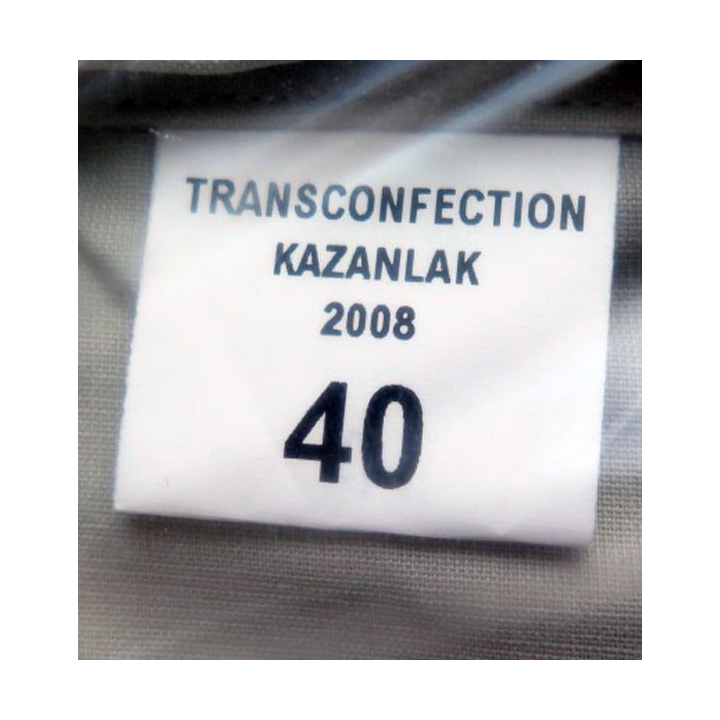 TRANSCONFECTION
KAZANLAK
2008
40